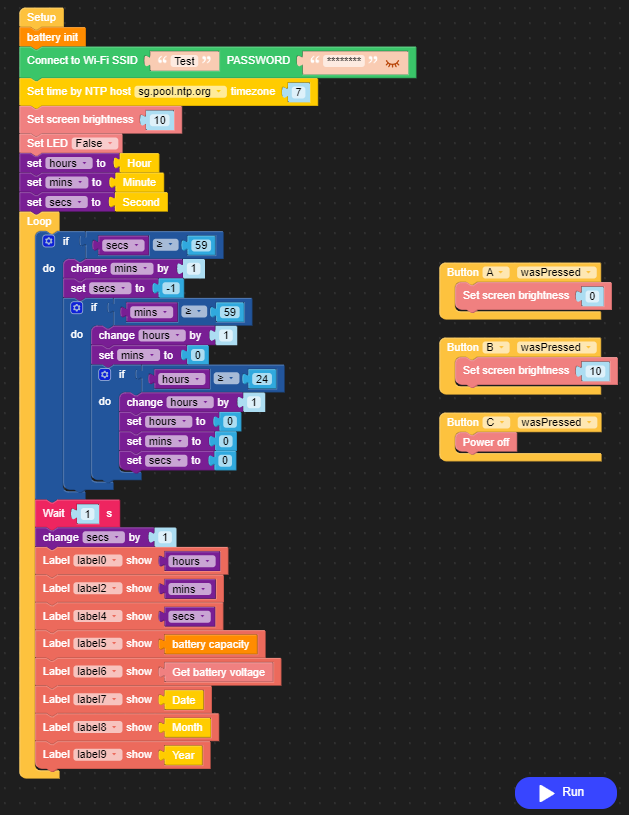 Setup
battery init
Connect to Wi-Fi SSID “ Test ” PASSWORD “ ******** ”
Set time by NTP host sg.pool.ntp.org timezone 7
Set screen brightness 10
Set LED False
set hours to Hour
set mins to Minute
set secs to Second
Loop
if secs ≥ 59
do change mins by 1
set secs to -1
if mins ≥ 59
do change hours by 1
set mins to 0
if hours ≥ 24
do change hours by 1
set hours to 0
set mins to 0
set secs to 0
Wait 1 s
change secs by 1
Label label0 show hours
Label label2 show mins
Label label4 show secs
Label label5 show battery capacity
Label label6 show Get battery voltage
Label label7 show Date
Label label8 show Month
Label label9 show Year
Button A wasPressed
Set screen brightness 0
Button B wasPressed
Set screen brightness 10
Button C wasPressed
Power off
Run